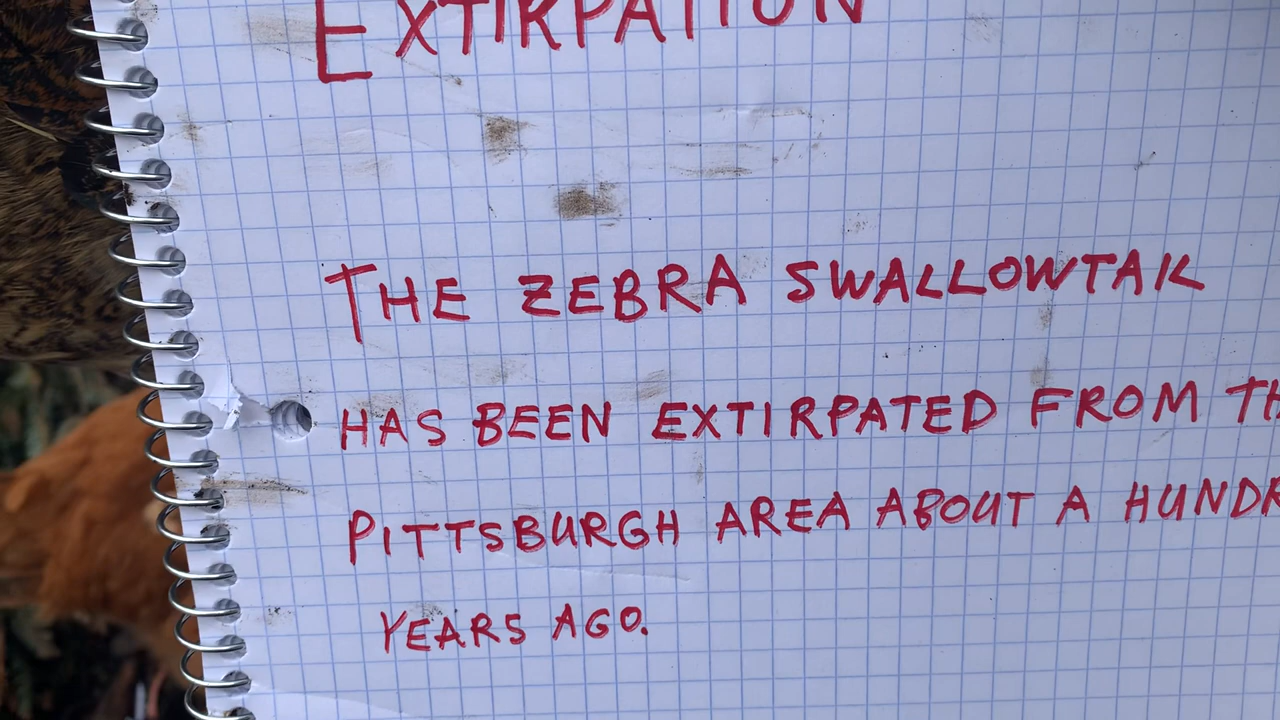 EXTIRPATION
THE ZEBRA SWALLOWTAIL
HAS BEEN EXTIRPATED FROM TH
PITTSBURGH AREA ABOUT A HUNDR
YEARS AGO.